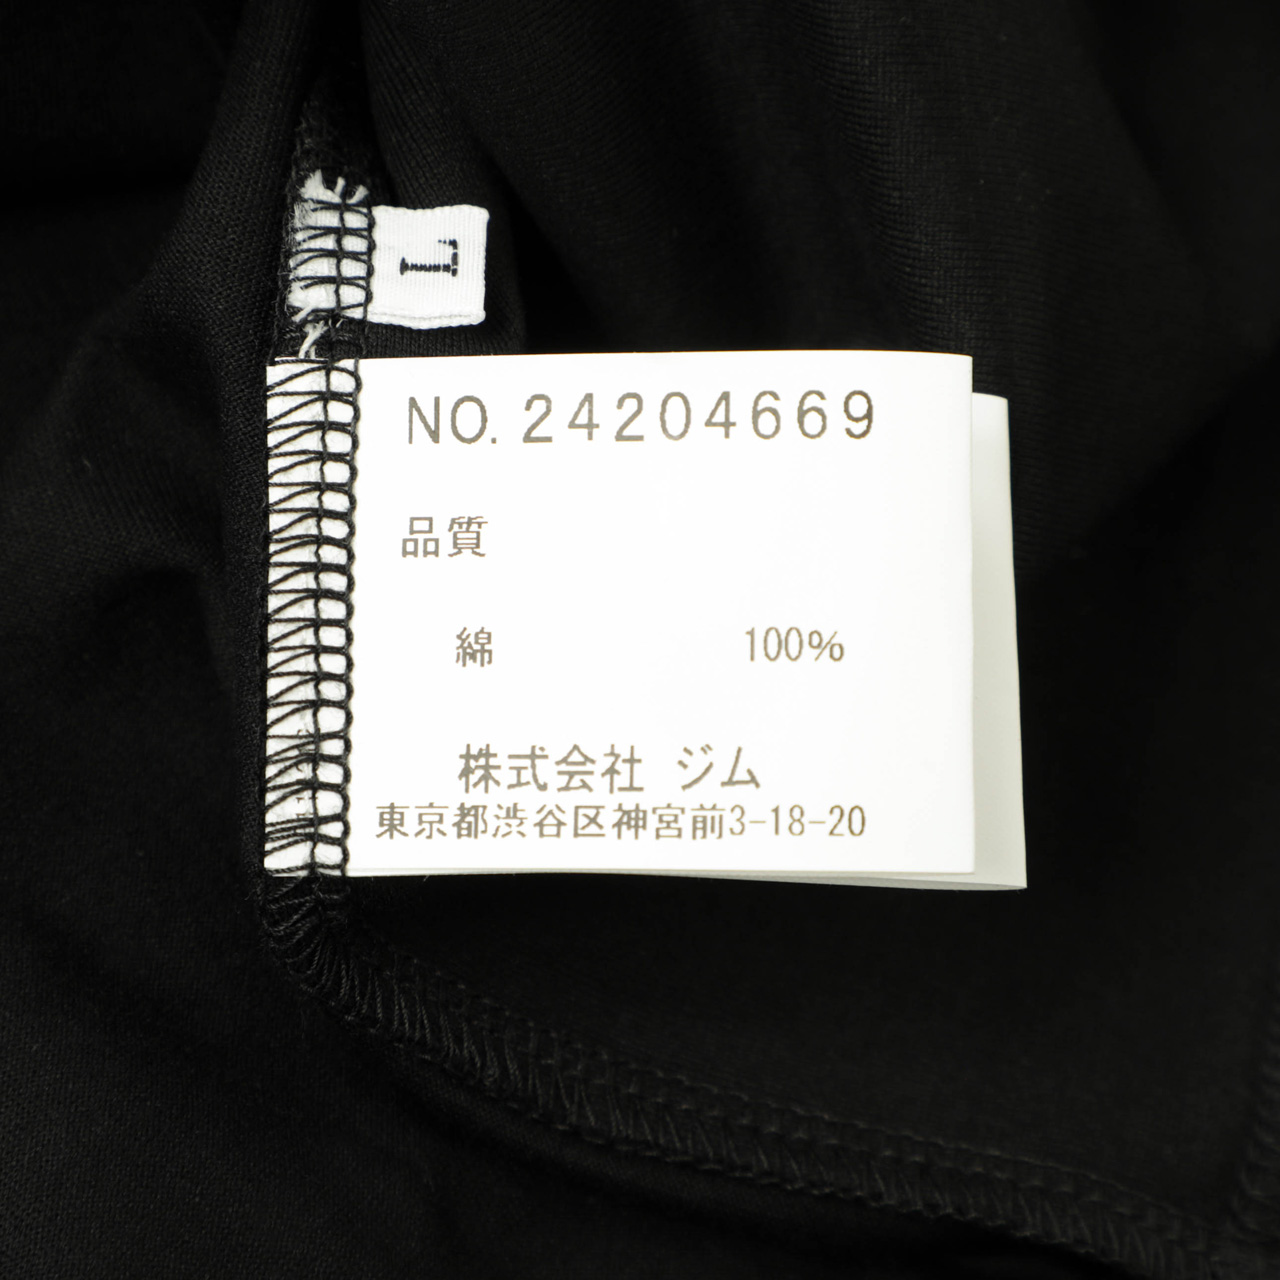 L
NO. 24204669
品質
綿 100%
株式会社 ジム
東京都渋谷区神宮前3-18-20